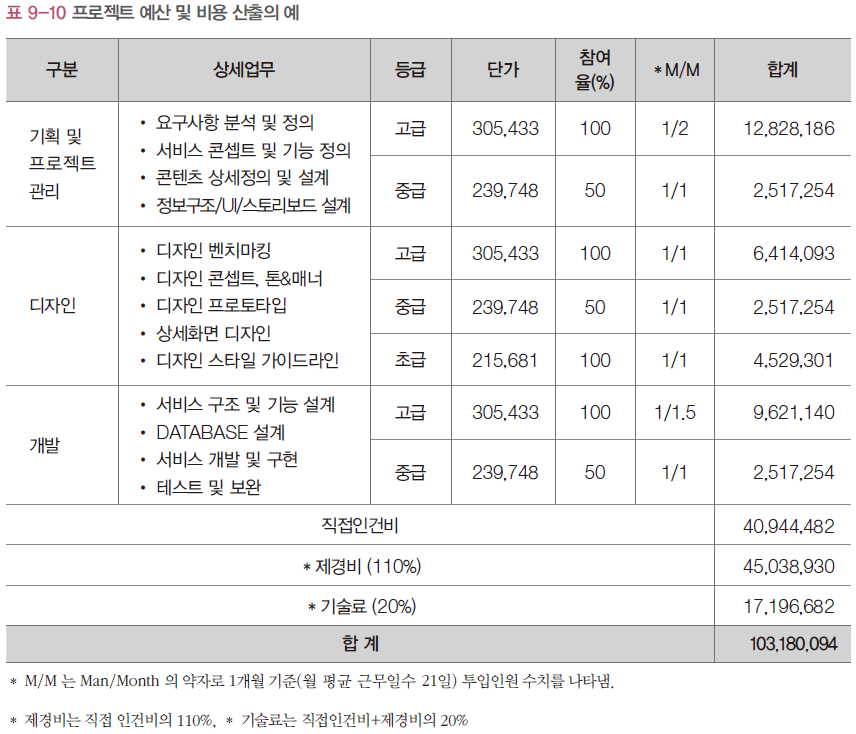 표 9-10 프로젝트 예산 및 비용 산출의 예
구분 상세업무 등급 단가 참여율(%) *M/M 합계
기획 및 프로젝트 관리
• 요구사항 분석 및 정의
• 서비스 콘셉트 및 기능 정의
• 콘텐츠 상세정의 및 설계
• 정보구조/UI/스토리보드 설계
고급 305,433 100 1/2 12,828,186
중급 239,748 50 1/1 2,517,254
디자인
• 디자인 벤치마킹
• 디자인 콘셉트, 톤&매너
• 디자인 프로토타입
• 상세화면 디자인
• 디자인 스타일 가이드라인
고급 305,433 100 1/1 6,414,093
중급 239,748 50 1/1 2,517,254
초급 215,681 100 1/1 4,529,301
개발
• 서비스 구조 및 기능 설계
• DATABASE 설계
• 서비스 개발 및 구현
• 테스트 및 보완
고급 305,433 100 1/1.5 9,621,140
중급 239,748 50 1/1 2,517,254
직접인건비 40,944,482
*제경비 (110%) 45,038,930
*기술료 (20%) 17,196,682
합 계 103,180,094
* M/M 는 Man/Month 의 약자로 1개월 기준(월 평균 근무일수 21일) 투입인원 수치를 나타냄.
* 제경비는 직접 인건비의 110%, * 기술료는 직접인건비+제경비의 20%